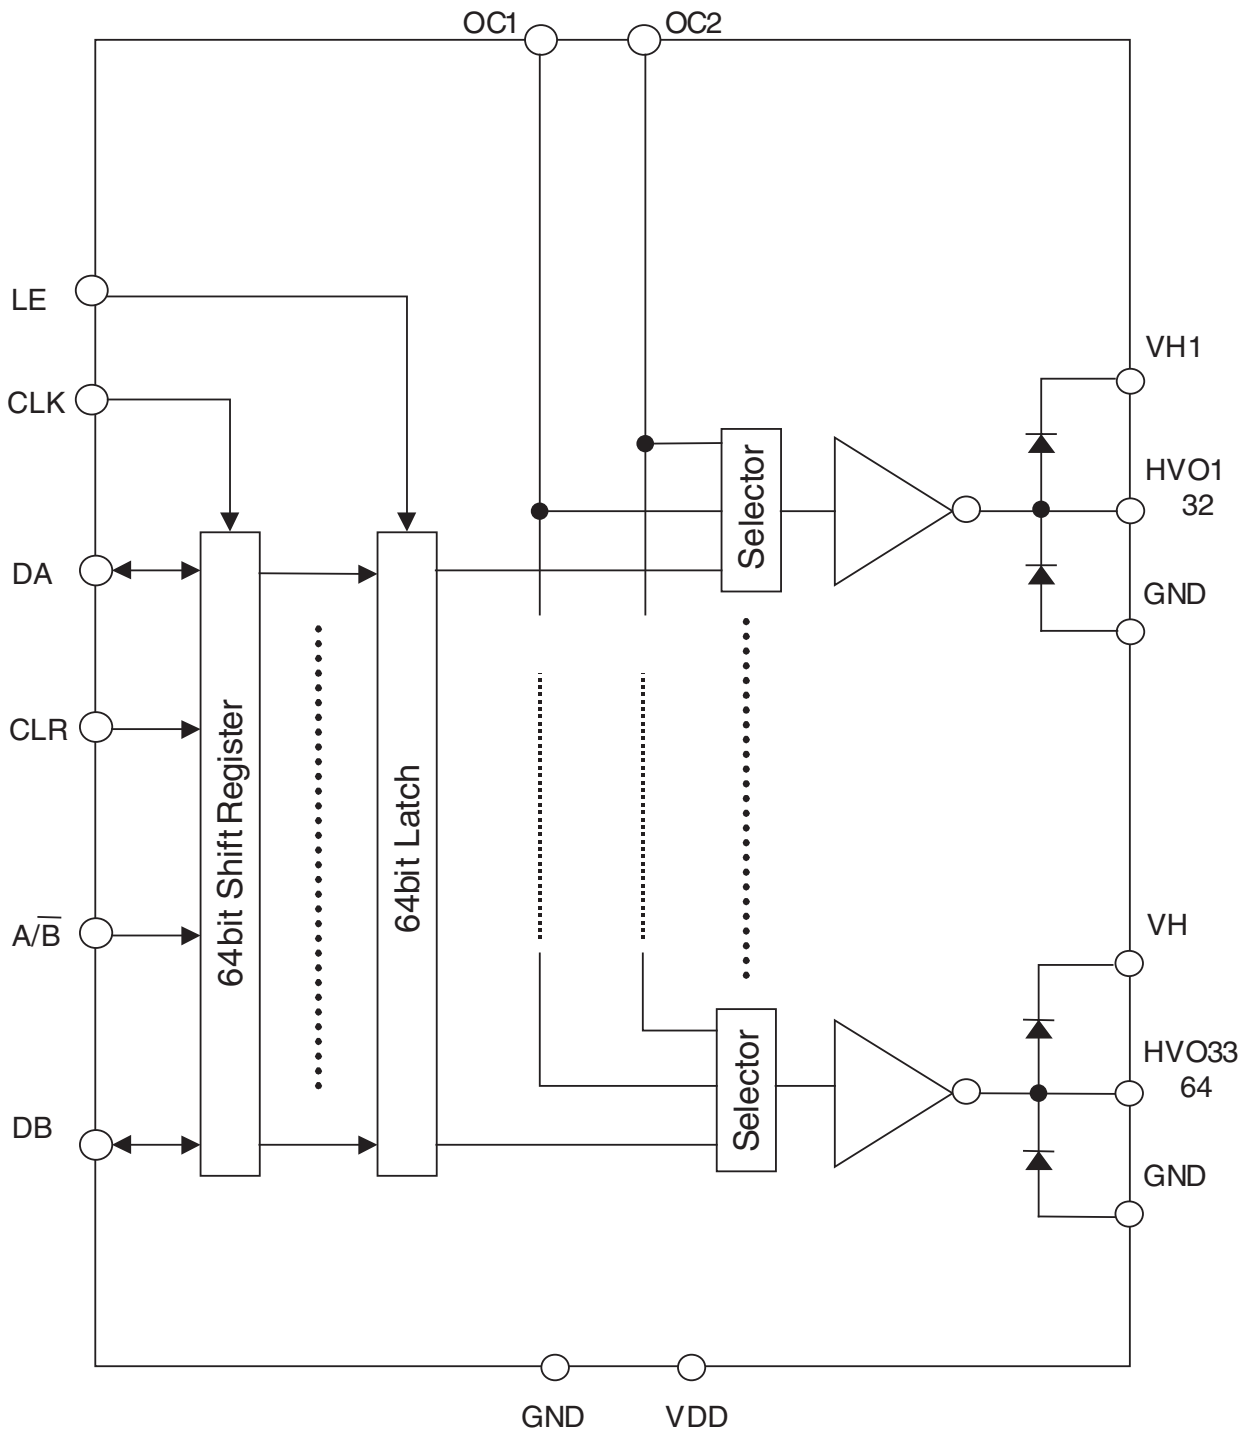 OC1
OC2
LE
CLK
DA
CLR
A/B̅
DB
64bit Shift Register
64bit Latch
Selector
Selector
VH1
HVO1
32
GND
VH
HVO33
64
GND
GND
VDD